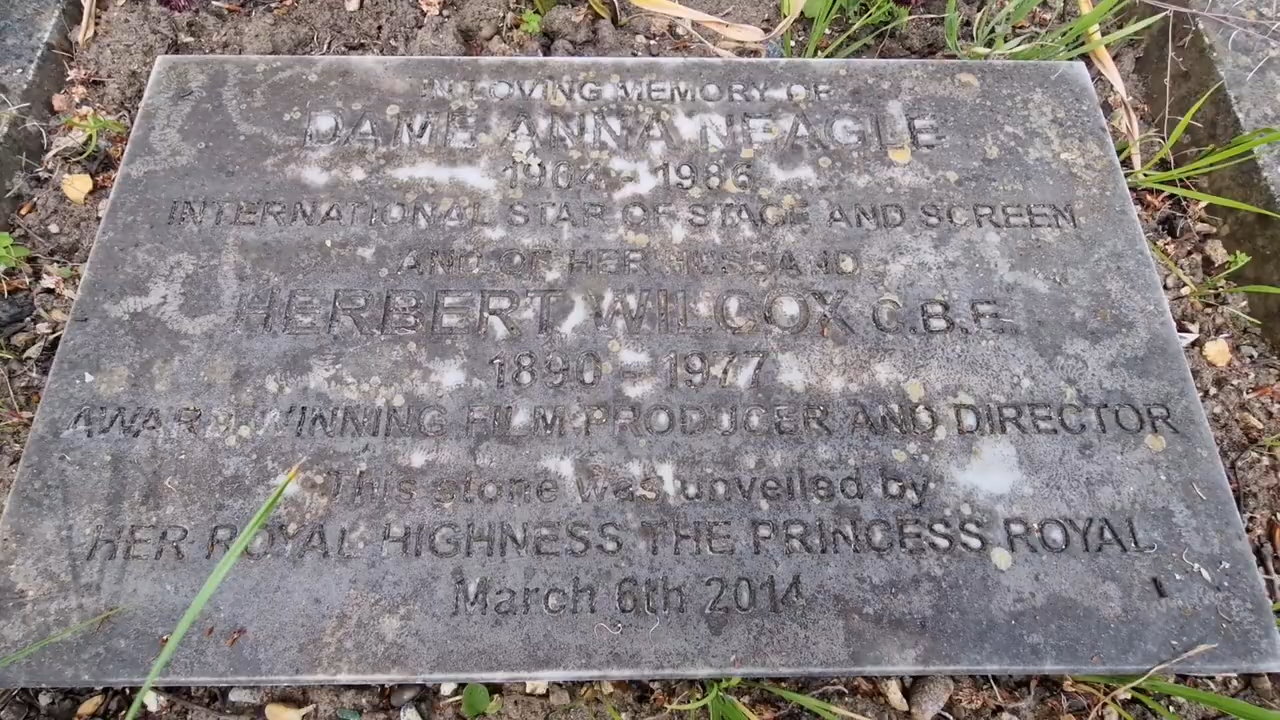 IN LOVING MEMORY OF
DAME ANNA NEAGLE
1904 - 1986
INTERNATIONAL STAR OF STAGE AND SCREEN
AND OF HER HUSBAND
HERBERT WILCOX C.B.E.
1890 - 1977
AWARD WINNING FILM PRODUCER AND DIRECTOR
This stone was unveiled by
HER ROYAL HIGHNESS THE PRINCESS ROYAL
March 6th 2014